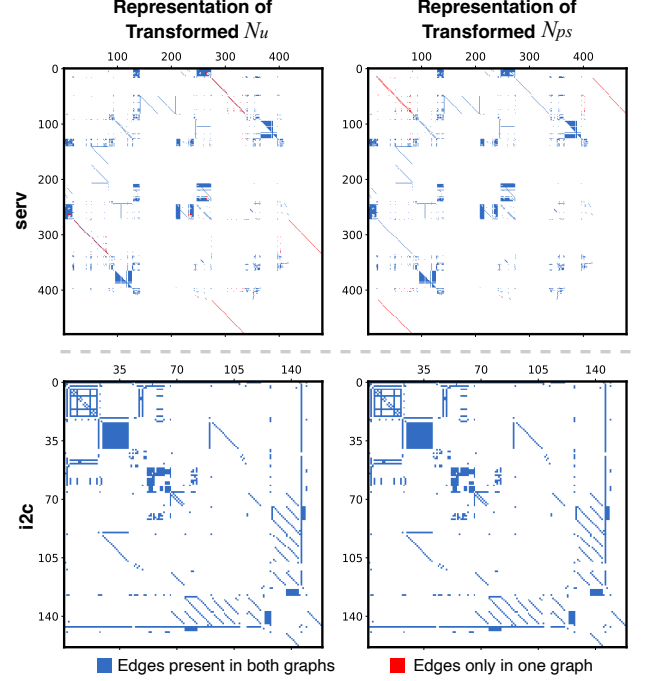 Representation of
Transformed Nu
Representation of
Transformed Nps
100 200 300 400
100 200 300 400
0
100
200
300
400
serv
0
100
200
300
400
35 70 105 140
35 70 105 140
0
35
70
105
140
i2c
0
35
70
105
140
Edges present in both graphs
Edges only in one graph